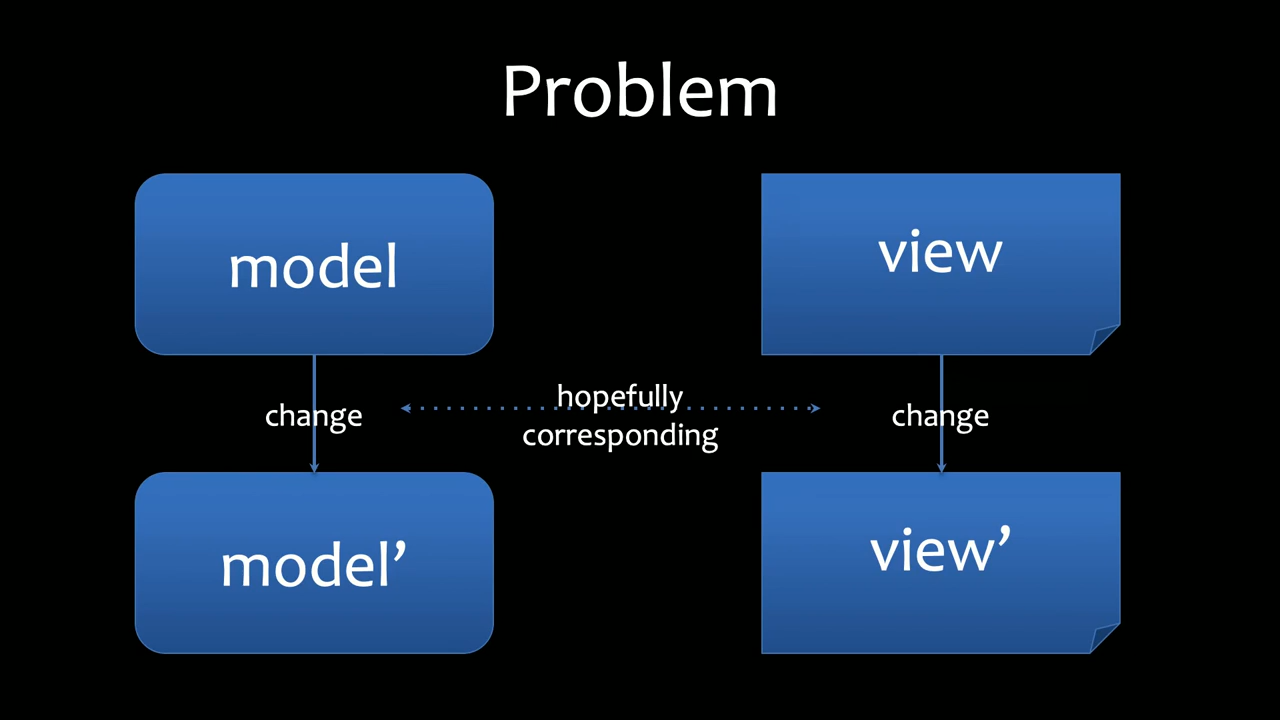 Problem
model
view
change
hopefully
corresponding
change
model’
view’